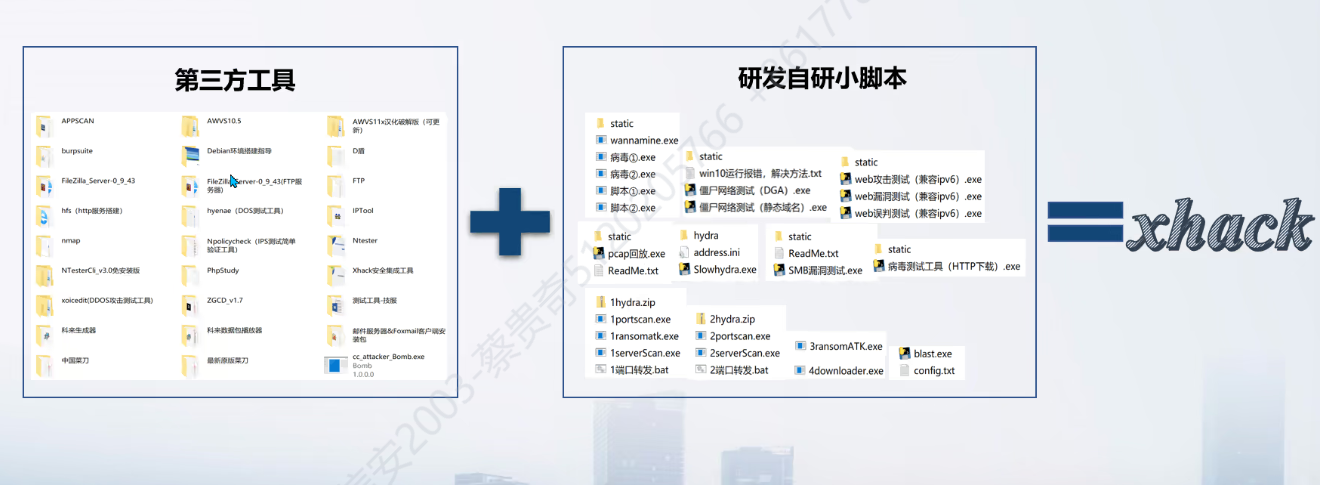 第三方工具
APPSCAN
AWVS10.5
AWVS11x汉化破解版（可更
新）
burpsuite
Debian环境搭建指导
D盾
FileZilla_Server-0_9_43
FileZilla_Server-0_9_43(FTP服
务器)
FTP
hfs（http服务搭建）
hyenae（DOS测试工具）
IPTool
nmap
Npolicycheck（IPS测试简单
验证工具）
Ntester
NTesterCli_v3.0免安装版
PhpStudy
Xhack安全集成工具
xoicedit(DDOS攻击测试工具)
ZGCD_v1.7
测试工具-技服
科来生成器
科来数据包播放器
邮件服务器&Foxmail客户端安
装包
中国菜刀
最新原版菜刀
cc_attacker_Bomb.exe
Bomb
1.0.0.0
研发自研小脚本
static
wannamine.exe
病毒①.exe
病毒②.exe
脚本①.exe
脚本②.exe
static
win10运行报错，解决方法.txt
僵尸网络测试（DGA）.exe
僵尸网络测试（静态域名）.exe
static
web攻击测试（兼容ipv6）.exe
web漏洞测试（兼容ipv6）.exe
web误判测试（兼容ipv6）.exe
static
pcap回放.exe
ReadMe.txt
hydra
address.ini
Slowhydra.exe
static
ReadMe.txt
SMB漏洞测试.exe
static
病毒测试工具（HTTP下载）.exe
1hydra.zip
1portscan.exe
1ransomatk.exe
1serverScan.exe
1端口转发.bat
2hydra.zip
2portscan.exe
2serverScan.exe
2端口转发.bat
3ransomATK.exe
4downloader.exe
blast.exe
config.txt
xhack